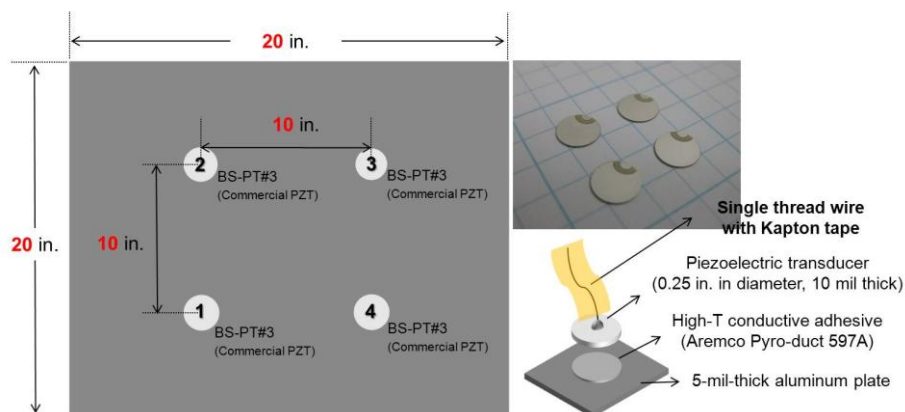 20 in.
10 in.
2
BS-PT#3
(Commercial PZT)
3
BS-PT#3
(Commercial PZT)
20 in.
10 in.
1
BS-PT#3
(Commercial PZT)
4
BS-PT#3
(Commercial PZT)
Single thread wire
with Kapton tape
Piezoelectric transducer
(0.25 in. in diameter, 10 mil thick)
High-T conductive adhesive
(Aremco Pyro-duct 597A)
5-mil-thick aluminum plate